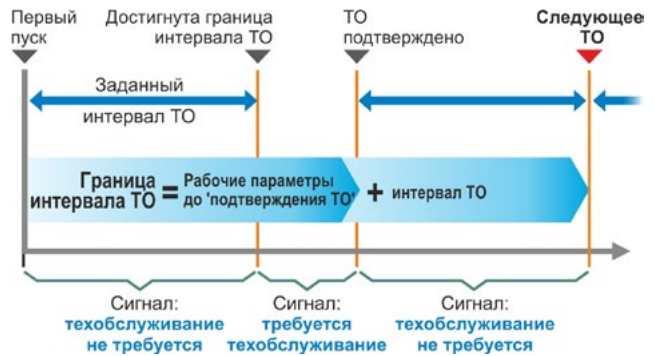 Первый
пуск
Достигнута граница
интервала ТО
ТО
подтверждено
Следующее
ТО
Заданный
интервал ТО
Граница
интервала ТО
=
Рабочие параметры
до 'подтверждения ТО'
+ интервал ТО
Сигнал:
техобслуживание
не требуется
Сигнал:
требуется
техобслуживание
Сигнал:
техобслуживание
не требуется